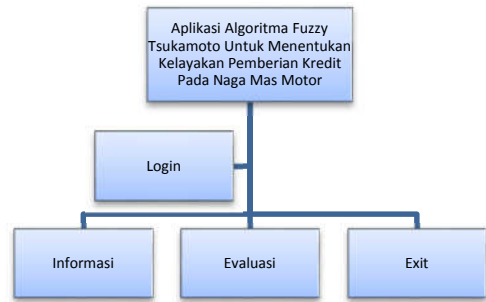 Aplikasi Algoritma Fuzzy
Tsukamoto Untuk Menentukan
Kelayakan Pemberian Kredit
Pada Naga Mas Motor
Login
Informasi
Evaluasi
Exit